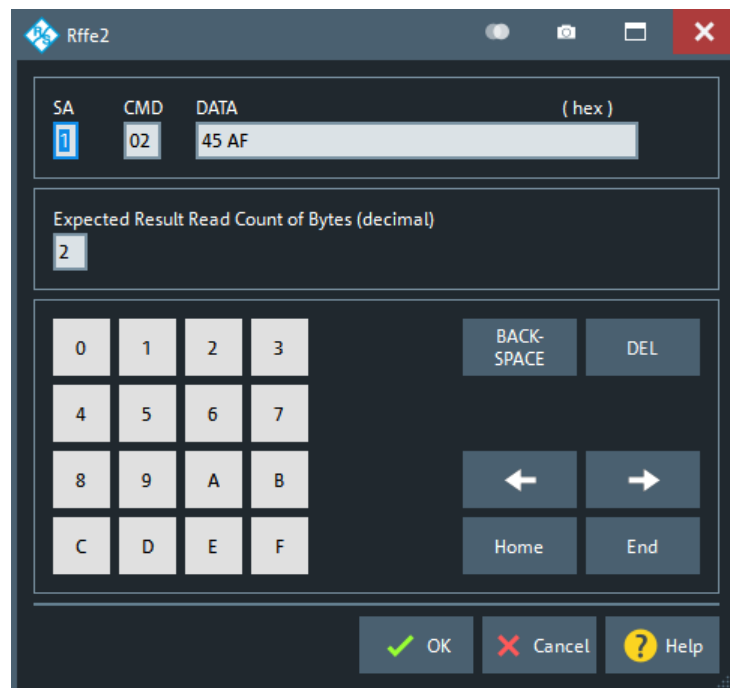 Rffe2
SA CMD DATA ( hex )
1 02 45 AF
Expected Result Read Count of Bytes (decimal)
2
0 1 2 3 BACK-
SPACE DEL
4 5 6 7
8 9 A B
C D E F Home End
OK Cancel ? Help